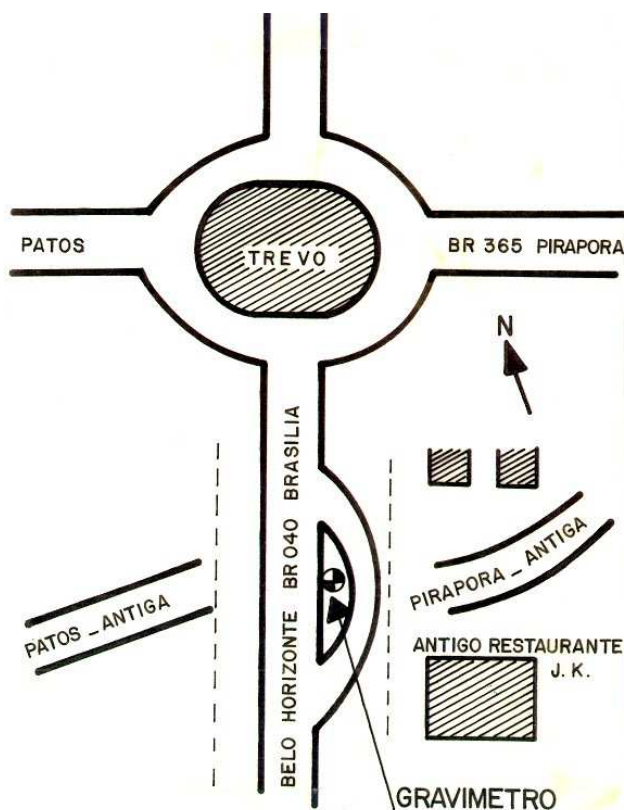 PATOS
TREVO
BR 365 PIRAPORA
N
BELO HORIZONTE BR 040 BRASILIA
PATOS _ ANTIGA
PIRAPORA _ ANTIGA
ANTIGO RESTAURANTE
J. K.
GRAVIMETRO